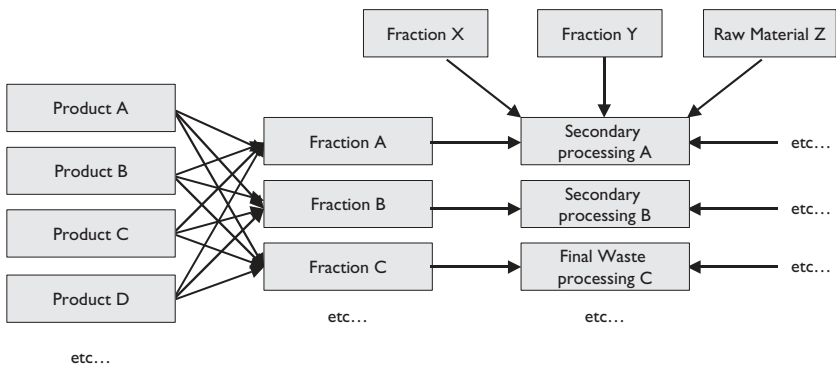 Fraction X
Fraction Y
Raw Material Z
Product A
Product B
Product C
Product D
etc...
Fraction A
Fraction B
Fraction C
etc...
Secondary
processing A
Secondary
processing B
Final Waste
processing C
etc...
etc...
etc...
etc...